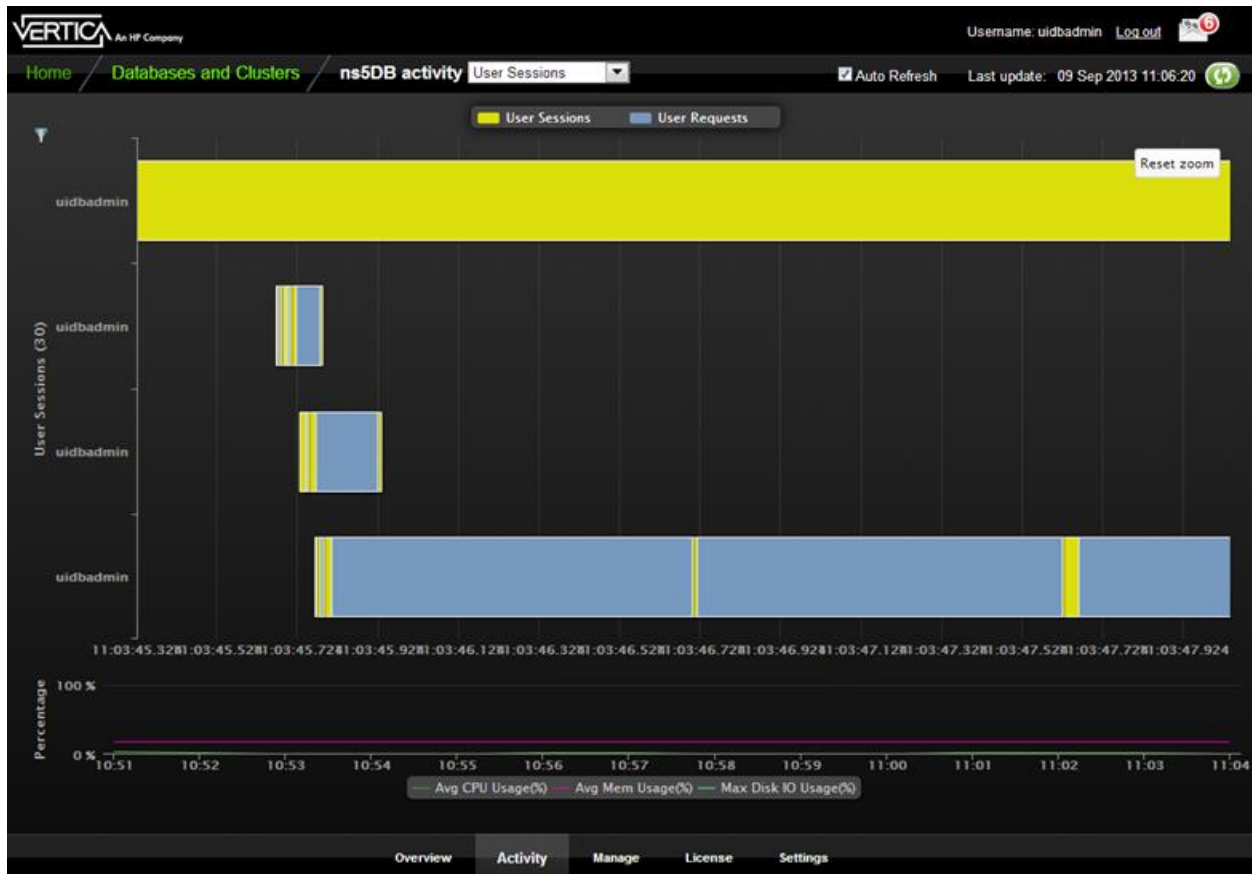 VERTICA An HP Company
Username: uidbadmin Log out 6
Home / Databases and Clusters / ns5DB activity User Sessions
Auto Refresh Last update: 09 Sep 2013 11:06:20
User Sessions User Requests
Reset zoom
uidbadmin
uidbadmin
User Sessions (30)
uidbadmin
uidbadmin
11:03:45.328 11:03:45.528 11:03:45.728 11:03:45.928 11:03:46.128 11:03:46.328 11:03:46.528 11:03:46.728 11:03:46.928 11:03:47.128 11:03:47.328 11:03:47.528 11:03:47.728 11:03:47.924
Percentage
100 %
0 %
10:51 10:52 10:53 10:54 10:55 10:56 10:57 10:58 10:59 11:00 11:01 11:02 11:03 11:04
Avg CPU Usage(%) Avg Mem Usage(%) Max Disk IO Usage(%)
Overview Activity Manage License Settings